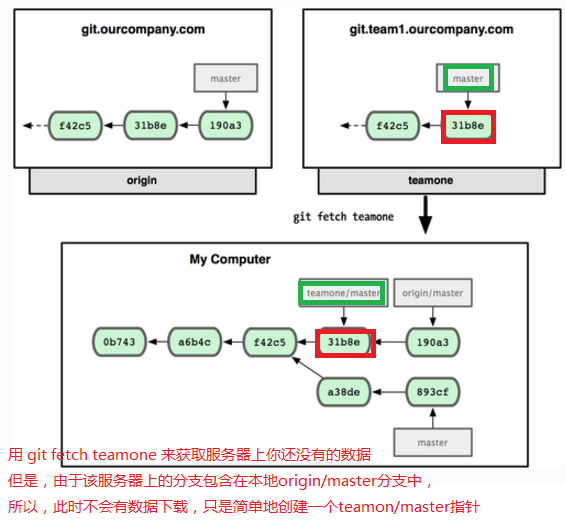 git.ourcompany.com
git.team1.ourcompany.com
master
master
f42c5
31b8e
190a3
f42c5
31b8e
origin
teamone
git fetch teamone
My Computer
teamone/master
origin/master
0b743
a6b4c
f42c5
31b8e
190a3
a38de
893cf
master
用 git fetch teamone 来获取服务器上你还没有的数据
但是，由于该服务器上的分支包含在本地origin/master分支中，
所以，此时不会有数据下载，只是简单地创建一个teamon/master指针